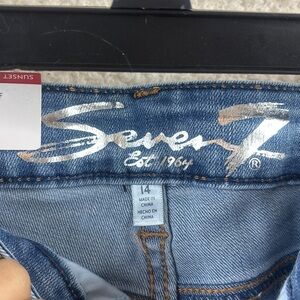 SUNSET
Seven7®
Est. 1964
14
MADE IN
CHINA
HECHO EN
CHINA